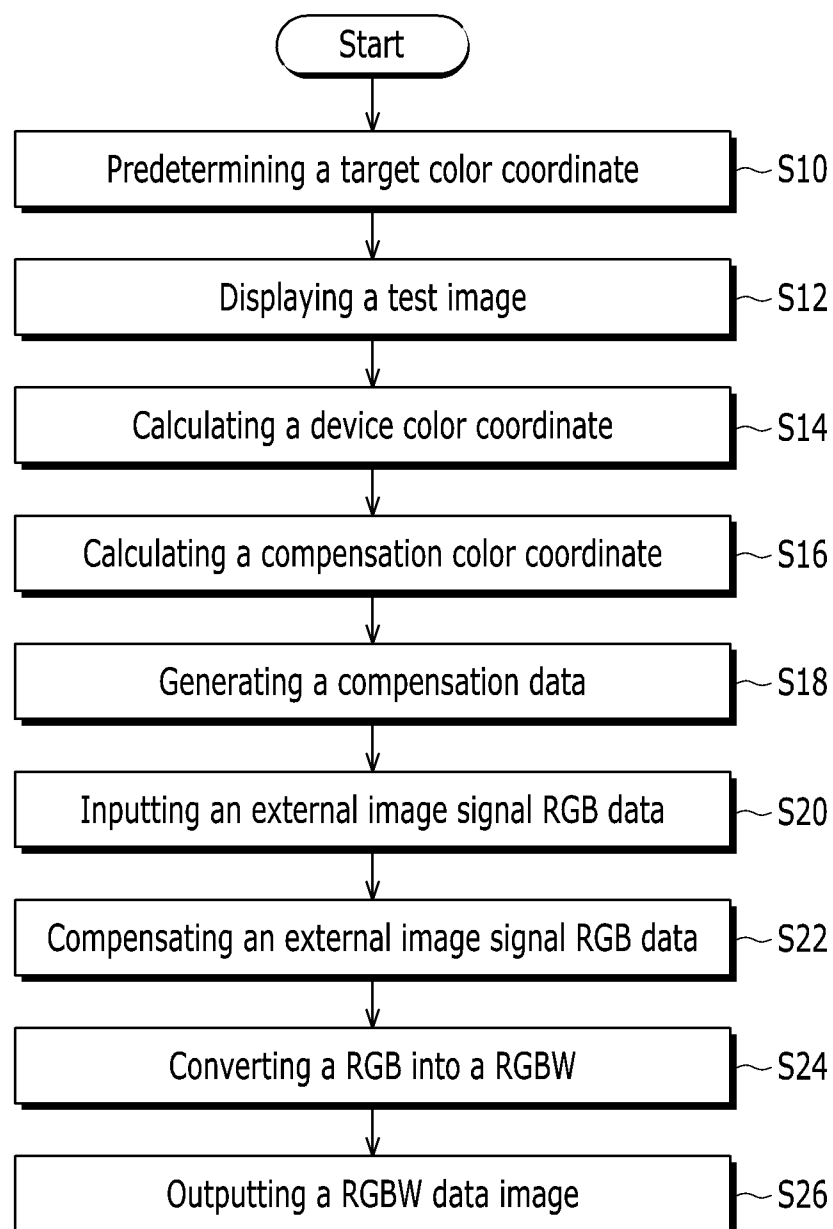 Start
Predetermining a target color coordinate S10
Displaying a test image S12
Calculating a device color coordinate S14
Calculating a compensation color coordinate S16
Generating a compensation data S18
Inputting an external image signal RGB data S20
Compensating an external image signal RGB data S22
Converting a RGB into a RGBW S24
Outputting a RGBW data image S26